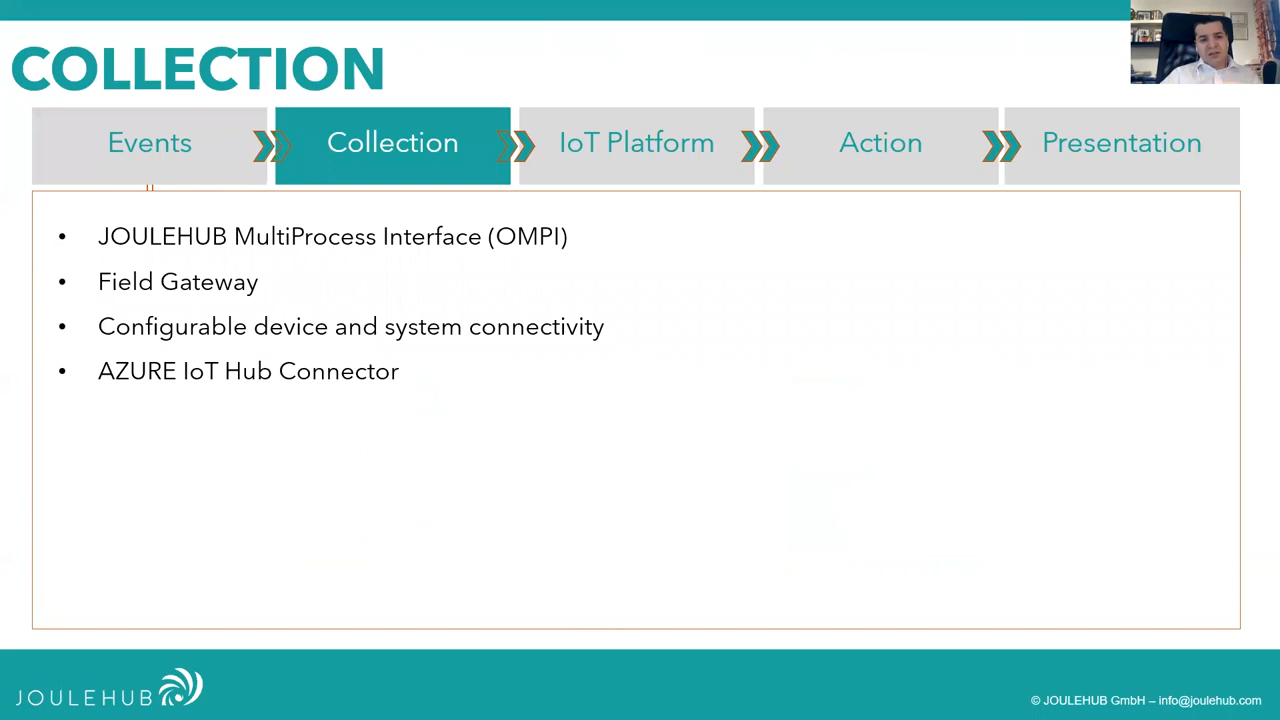 COLLECTION
Events
Collection
IoT Platform
Action
Presentation
• JOULEHUB MultiProcess Interface (OMPI)
• Field Gateway
• Configurable device and system connectivity
• AZURE IoT Hub Connector
JOULEHUB
© JOULEHUB GmbH – info@joulehub.com